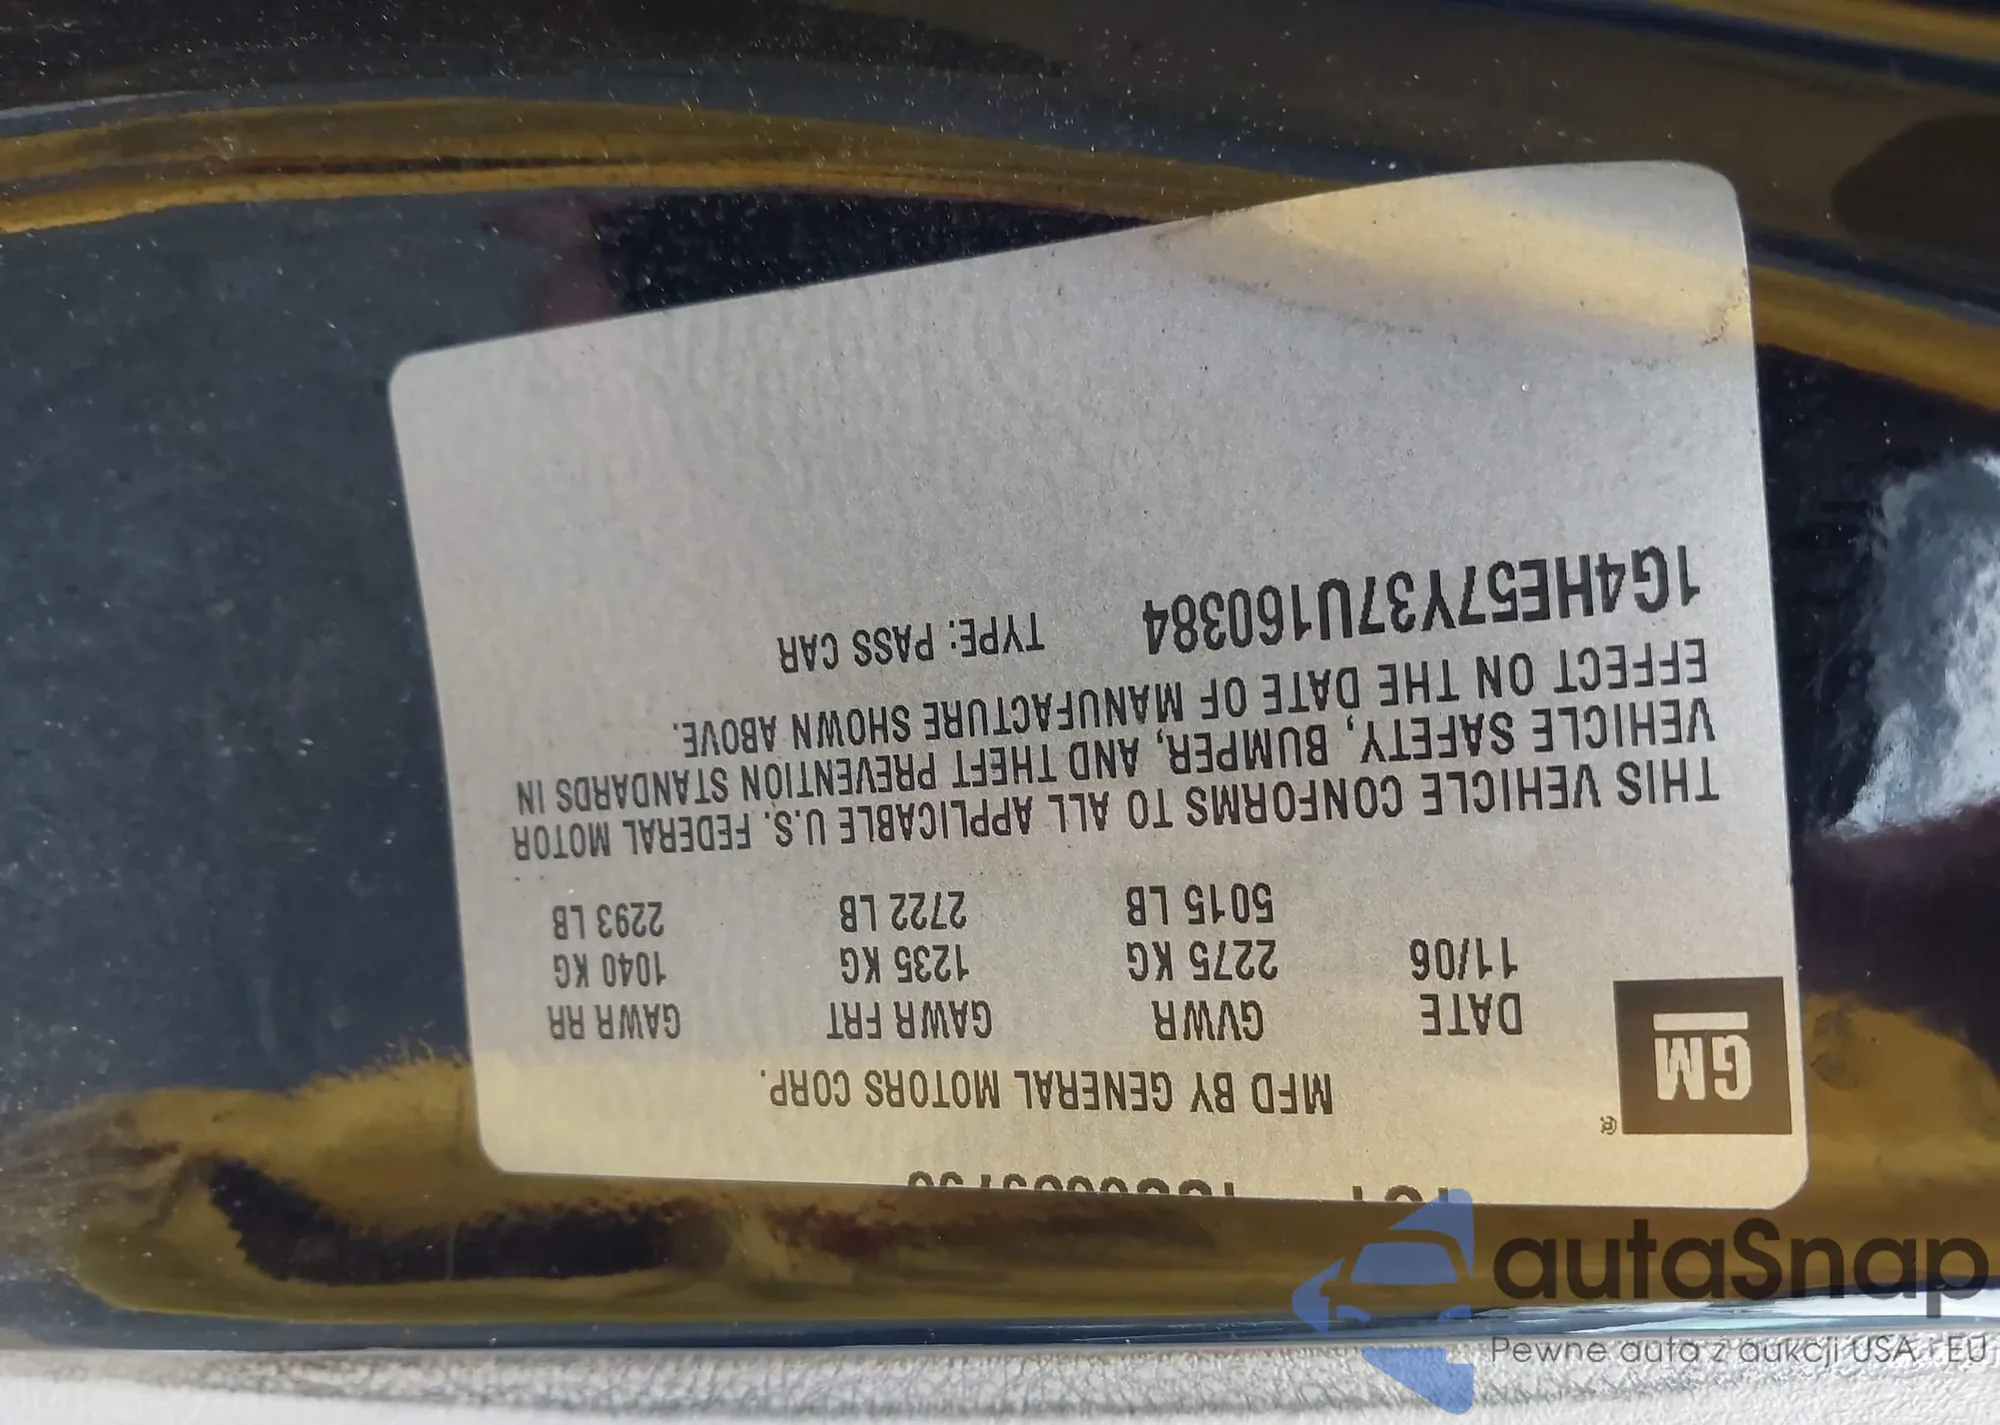 GM
®
MFD BY GENERAL MOTORS CORP.
DATE GVWR GAWR FRT GAWR RR
11/06 2275 KG 1235 KG 1040 KG
5015 LB 2722 LB 2293 LB
THIS VEHICLE CONFORMS TO ALL APPLICABLE U.S. FEDERAL MOTOR
VEHICLE SAFETY, BUMPER, AND THEFT PREVENTION STANDARDS IN
EFFECT ON THE DATE OF MANUFACTURE SHOWN ABOVE.
1G4HE57Y37U160384 TYPE: PASS CAR
autaSnap
Pewne auta z aukcji USA i EU